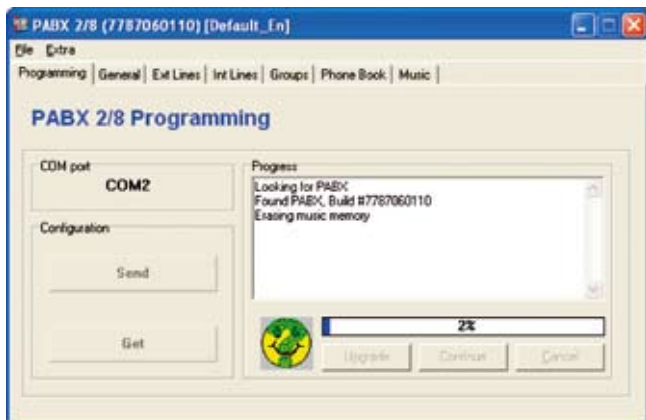 PABX 2/8 (7787060110) [Default_En]
File Extra
Programming General Ext Lines Int Lines Groups Phone Book Music
PABX 2/8 Programming
COM port
COM2
Configuration
Send
Get
Progress
Looking for PABX
Found PABX, Build #7787060110
Erasing music memory
2%
Upgrade Continue Cancel